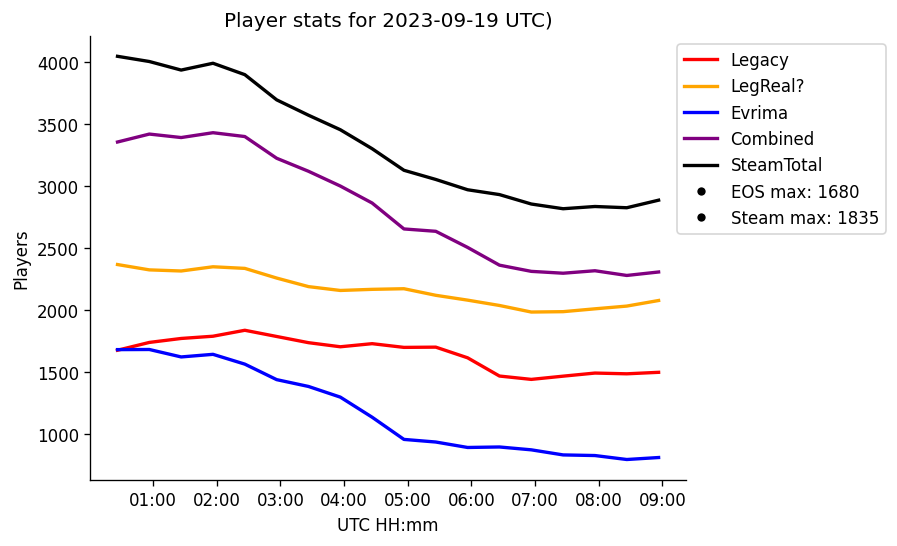 Player stats for 2023-09-19 UTC)
Legacy
LegReal?
Evrima
Combined
SteamTotal
EOS max: 1680
Steam max: 1835
Players
4000
3500
3000
2500
2000
1500
1000
01:00 02:00 03:00 04:00 05:00 06:00 07:00 08:00 09:00
UTC HH:mm